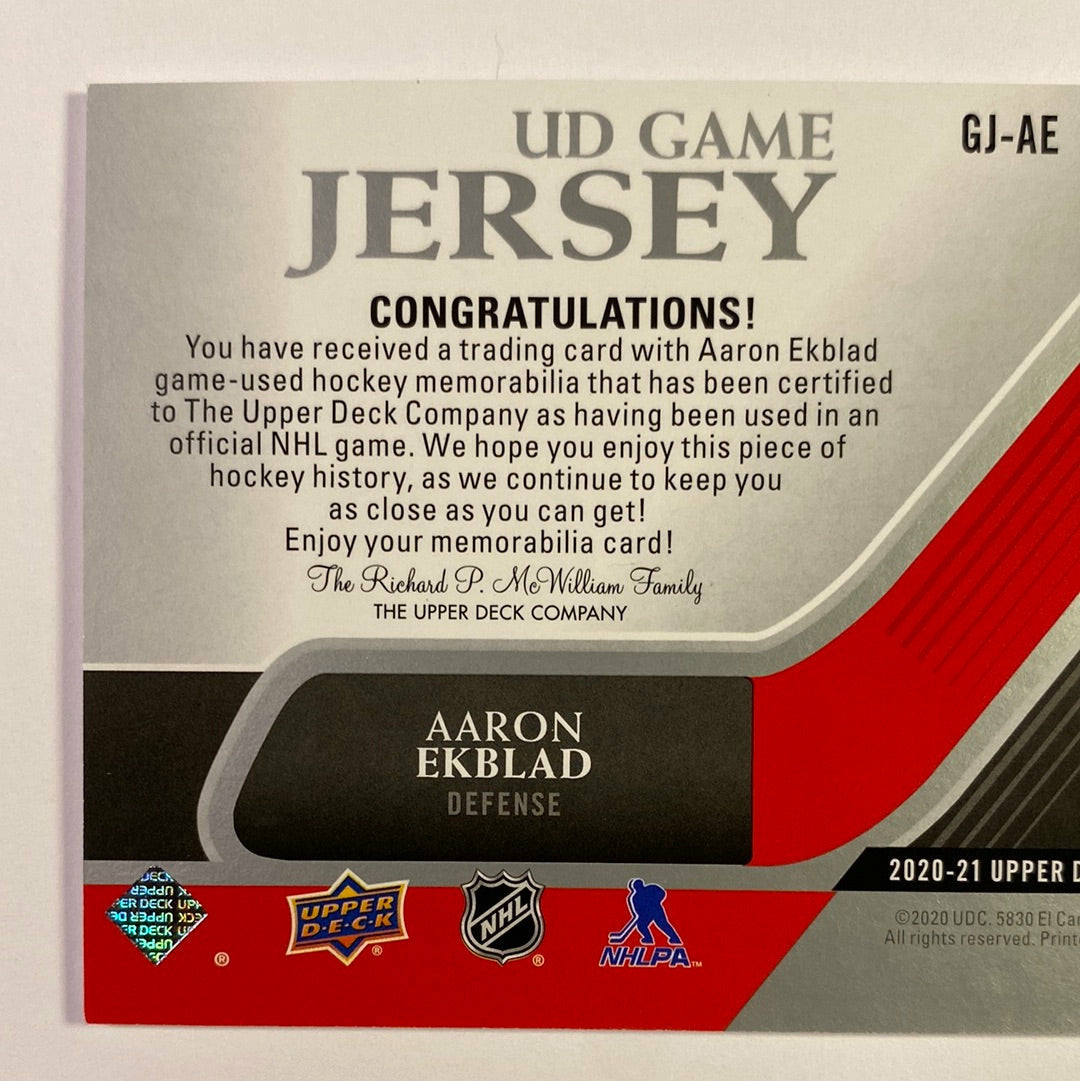 UD GAME
JERSEY
GJ-AE
CONGRATULATIONS!
You have received a trading card with Aaron Ekblad
game-used hockey memorabilia that has been certified
to The Upper Deck Company as having been used in an
official NHL game. We hope you enjoy this piece of
hockey history, as we continue to keep you
as close as you can get!
Enjoy your memorabilia card!
The Richard P. McWilliam Family
THE UPPER DECK COMPANY
AARON
EKBLAD
DEFENSE
2020-21 UPPER D
©2020 UDC. 5830 El Ca
All rights reserved. Print
UPPER
D·E·C·K
®
NHL
®
NHLPA
™
®